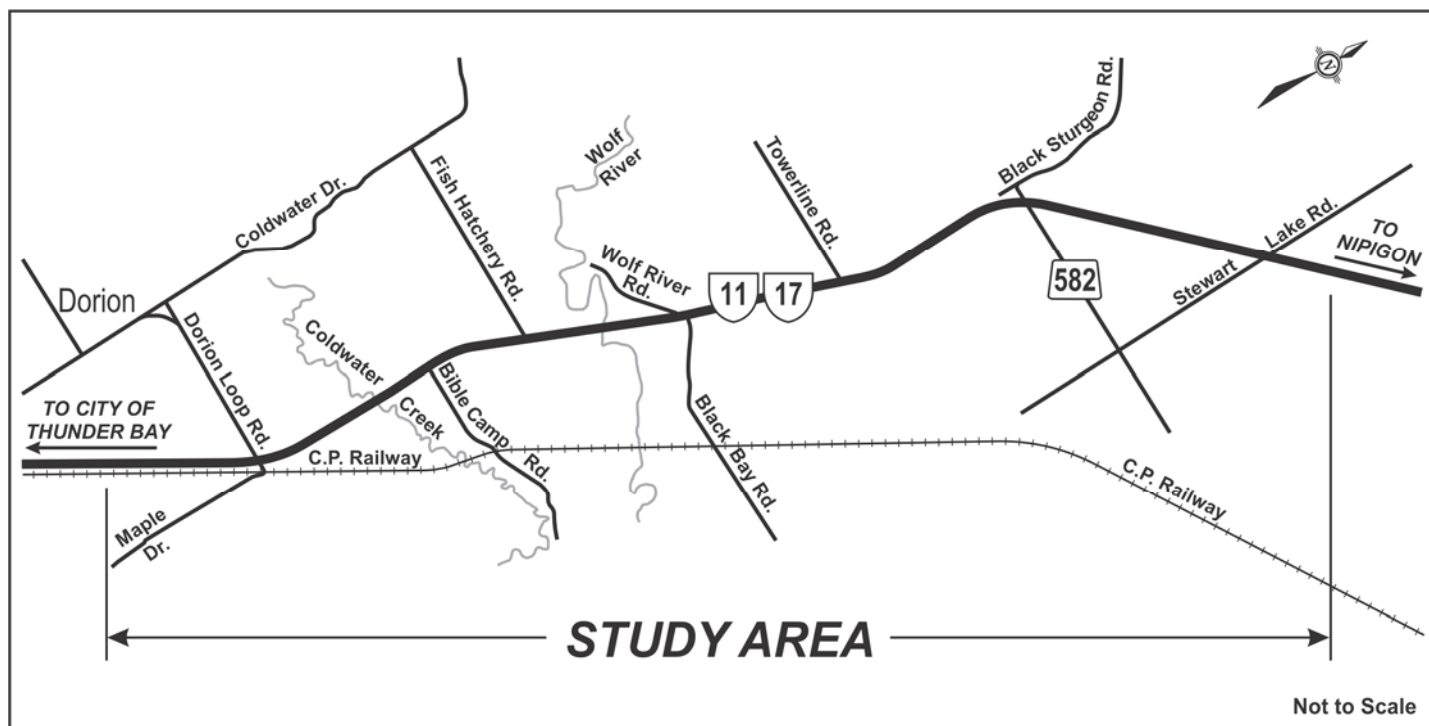 N
Black Sturgeon Rd.
Wolf
River
Towerline Rd.
Fish Hatchery Rd.
Coldwater Dr.
Lake Rd.
Stewart
TO
NIPIGON
Wolf River
Rd.
11
17
582
Dorion
Dorion Loop Rd.
Coldwater
Creek
Bible Camp
Rd.
Black Bay Rd.
TO CITY OF
THUNDER BAY
C.P. Railway
C.P. Railway
Maple
Dr.
STUDY AREA
Not to Scale